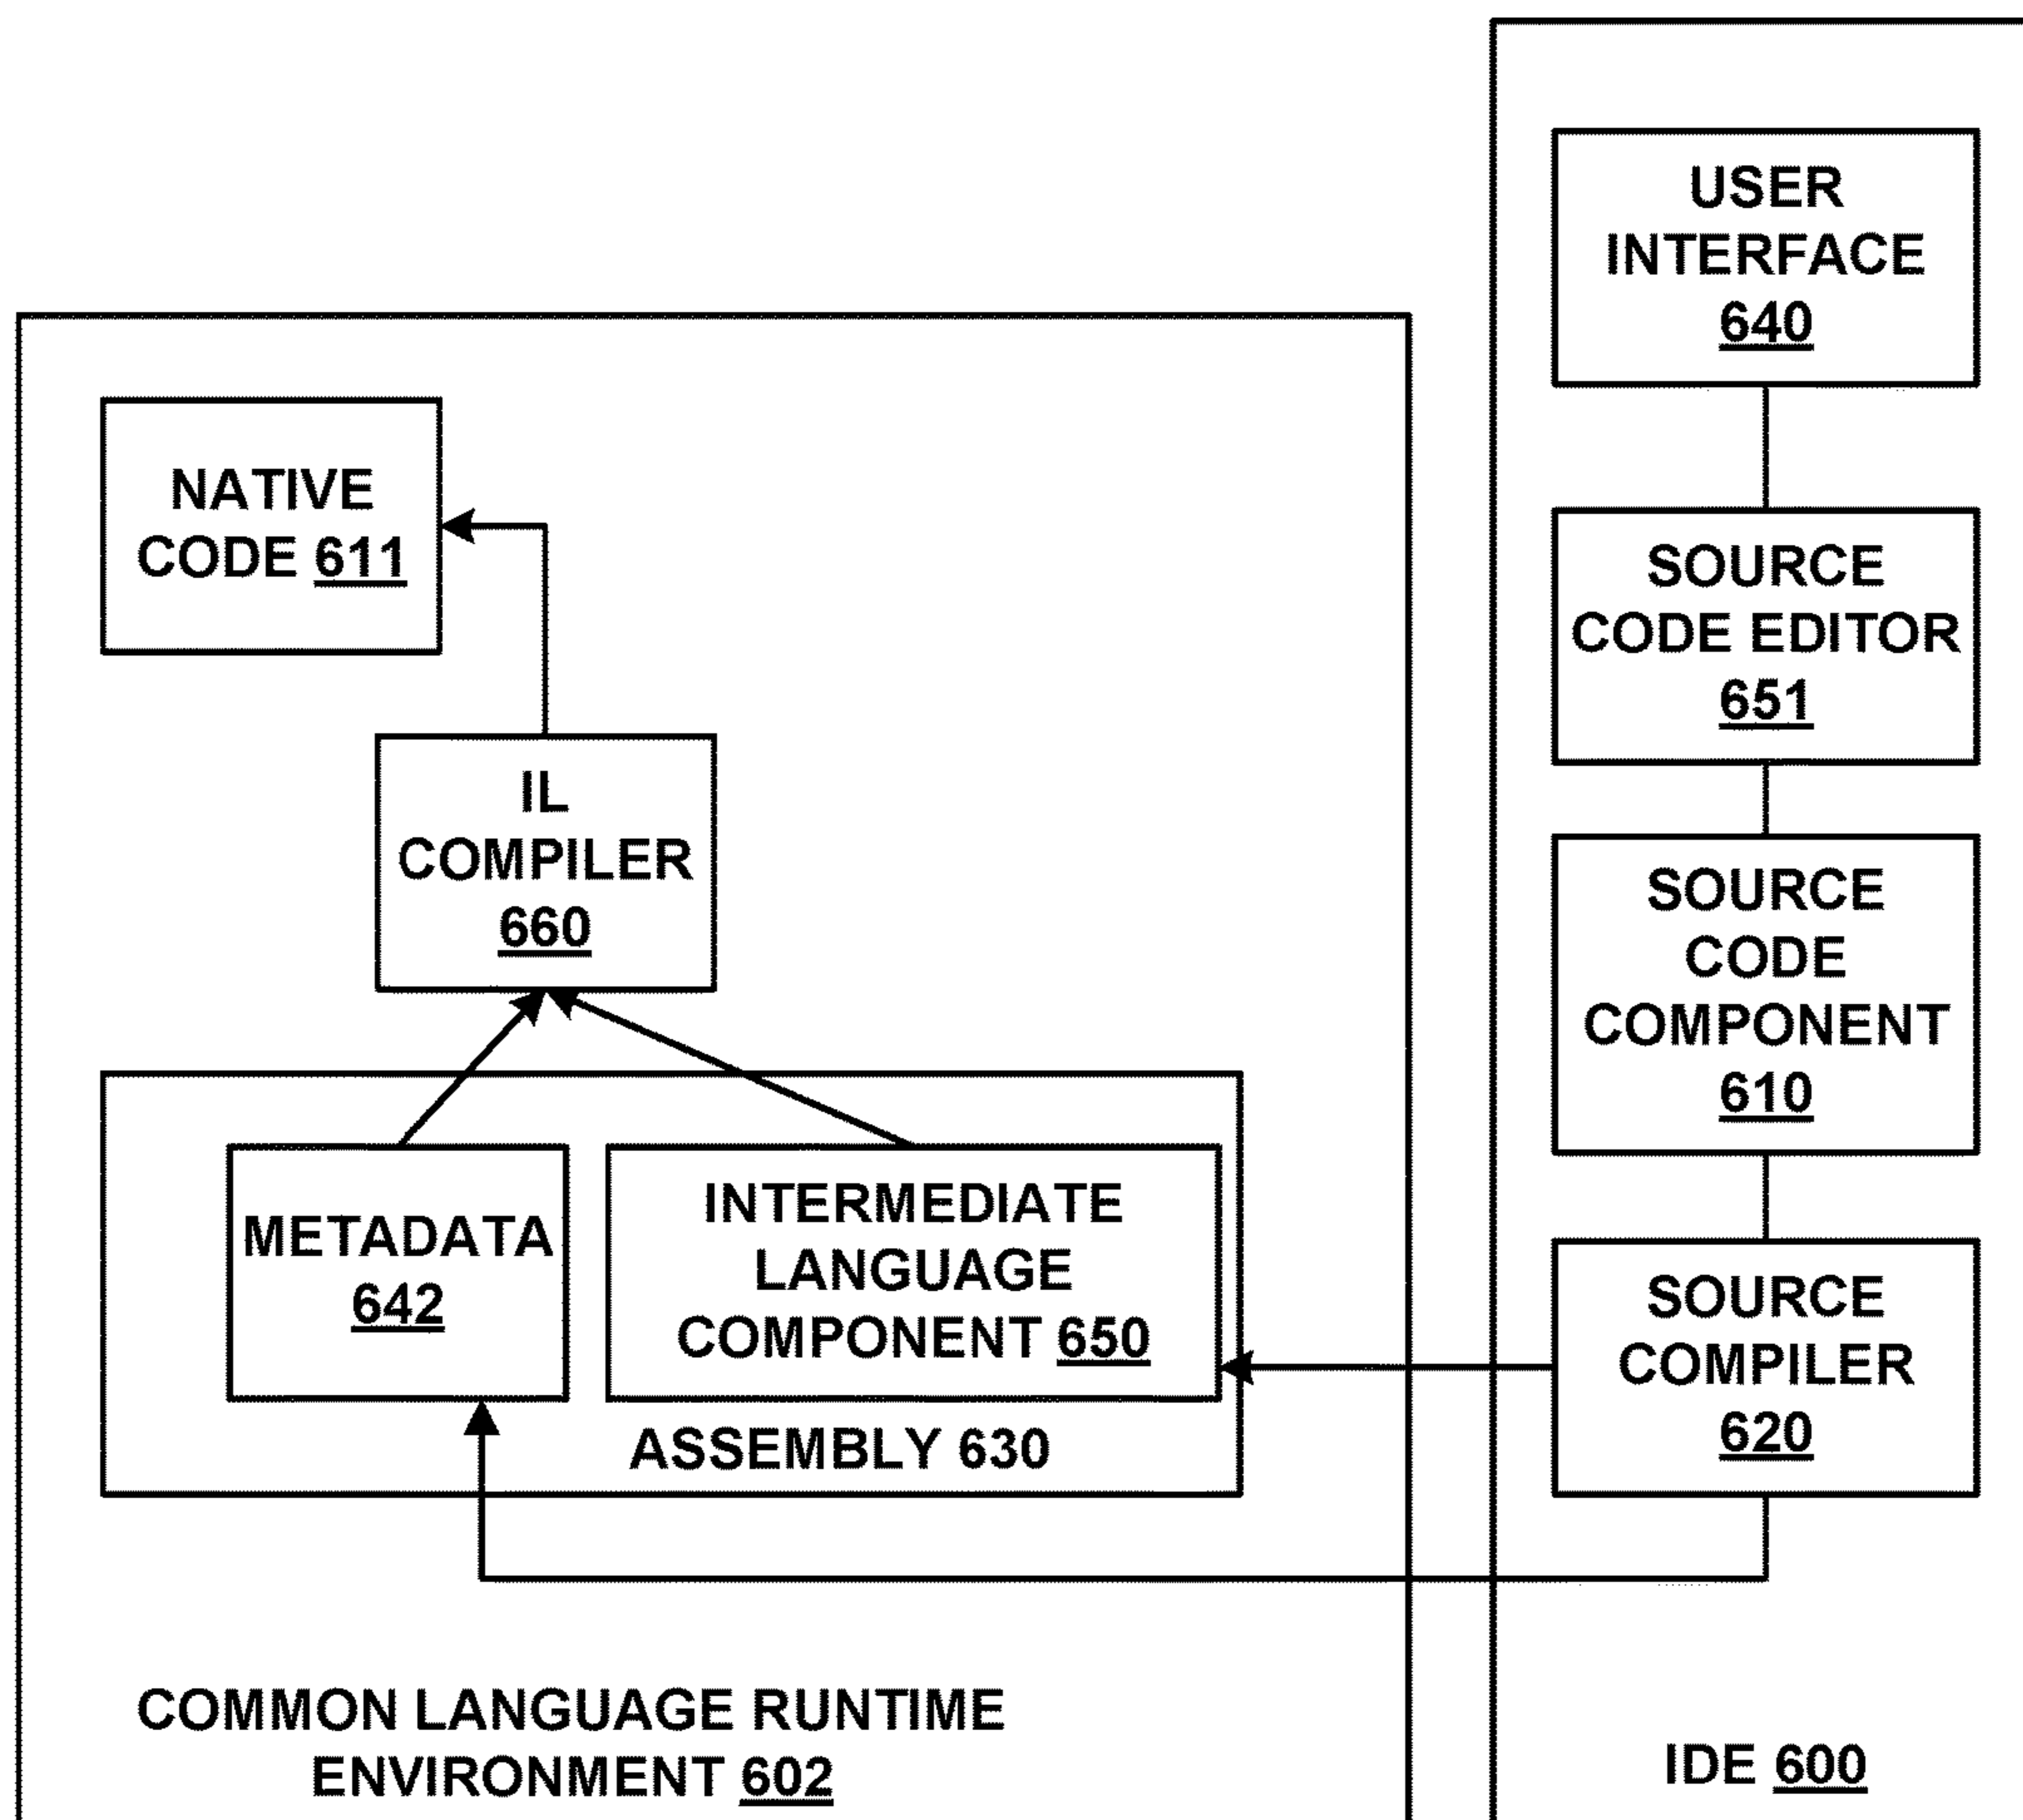 USER
INTERFACE
640
NATIVE
CODE 611
SOURCE
CODE EDITOR
651
IL
COMPILER
660
SOURCE
CODE
COMPONENT
610
METADATA
642
INTERMEDIATE
LANGUAGE
COMPONENT 650
SOURCE
COMPILER
620
ASSEMBLY 630
COMMON LANGUAGE RUNTIME
ENVIRONMENT 602
IDE 600